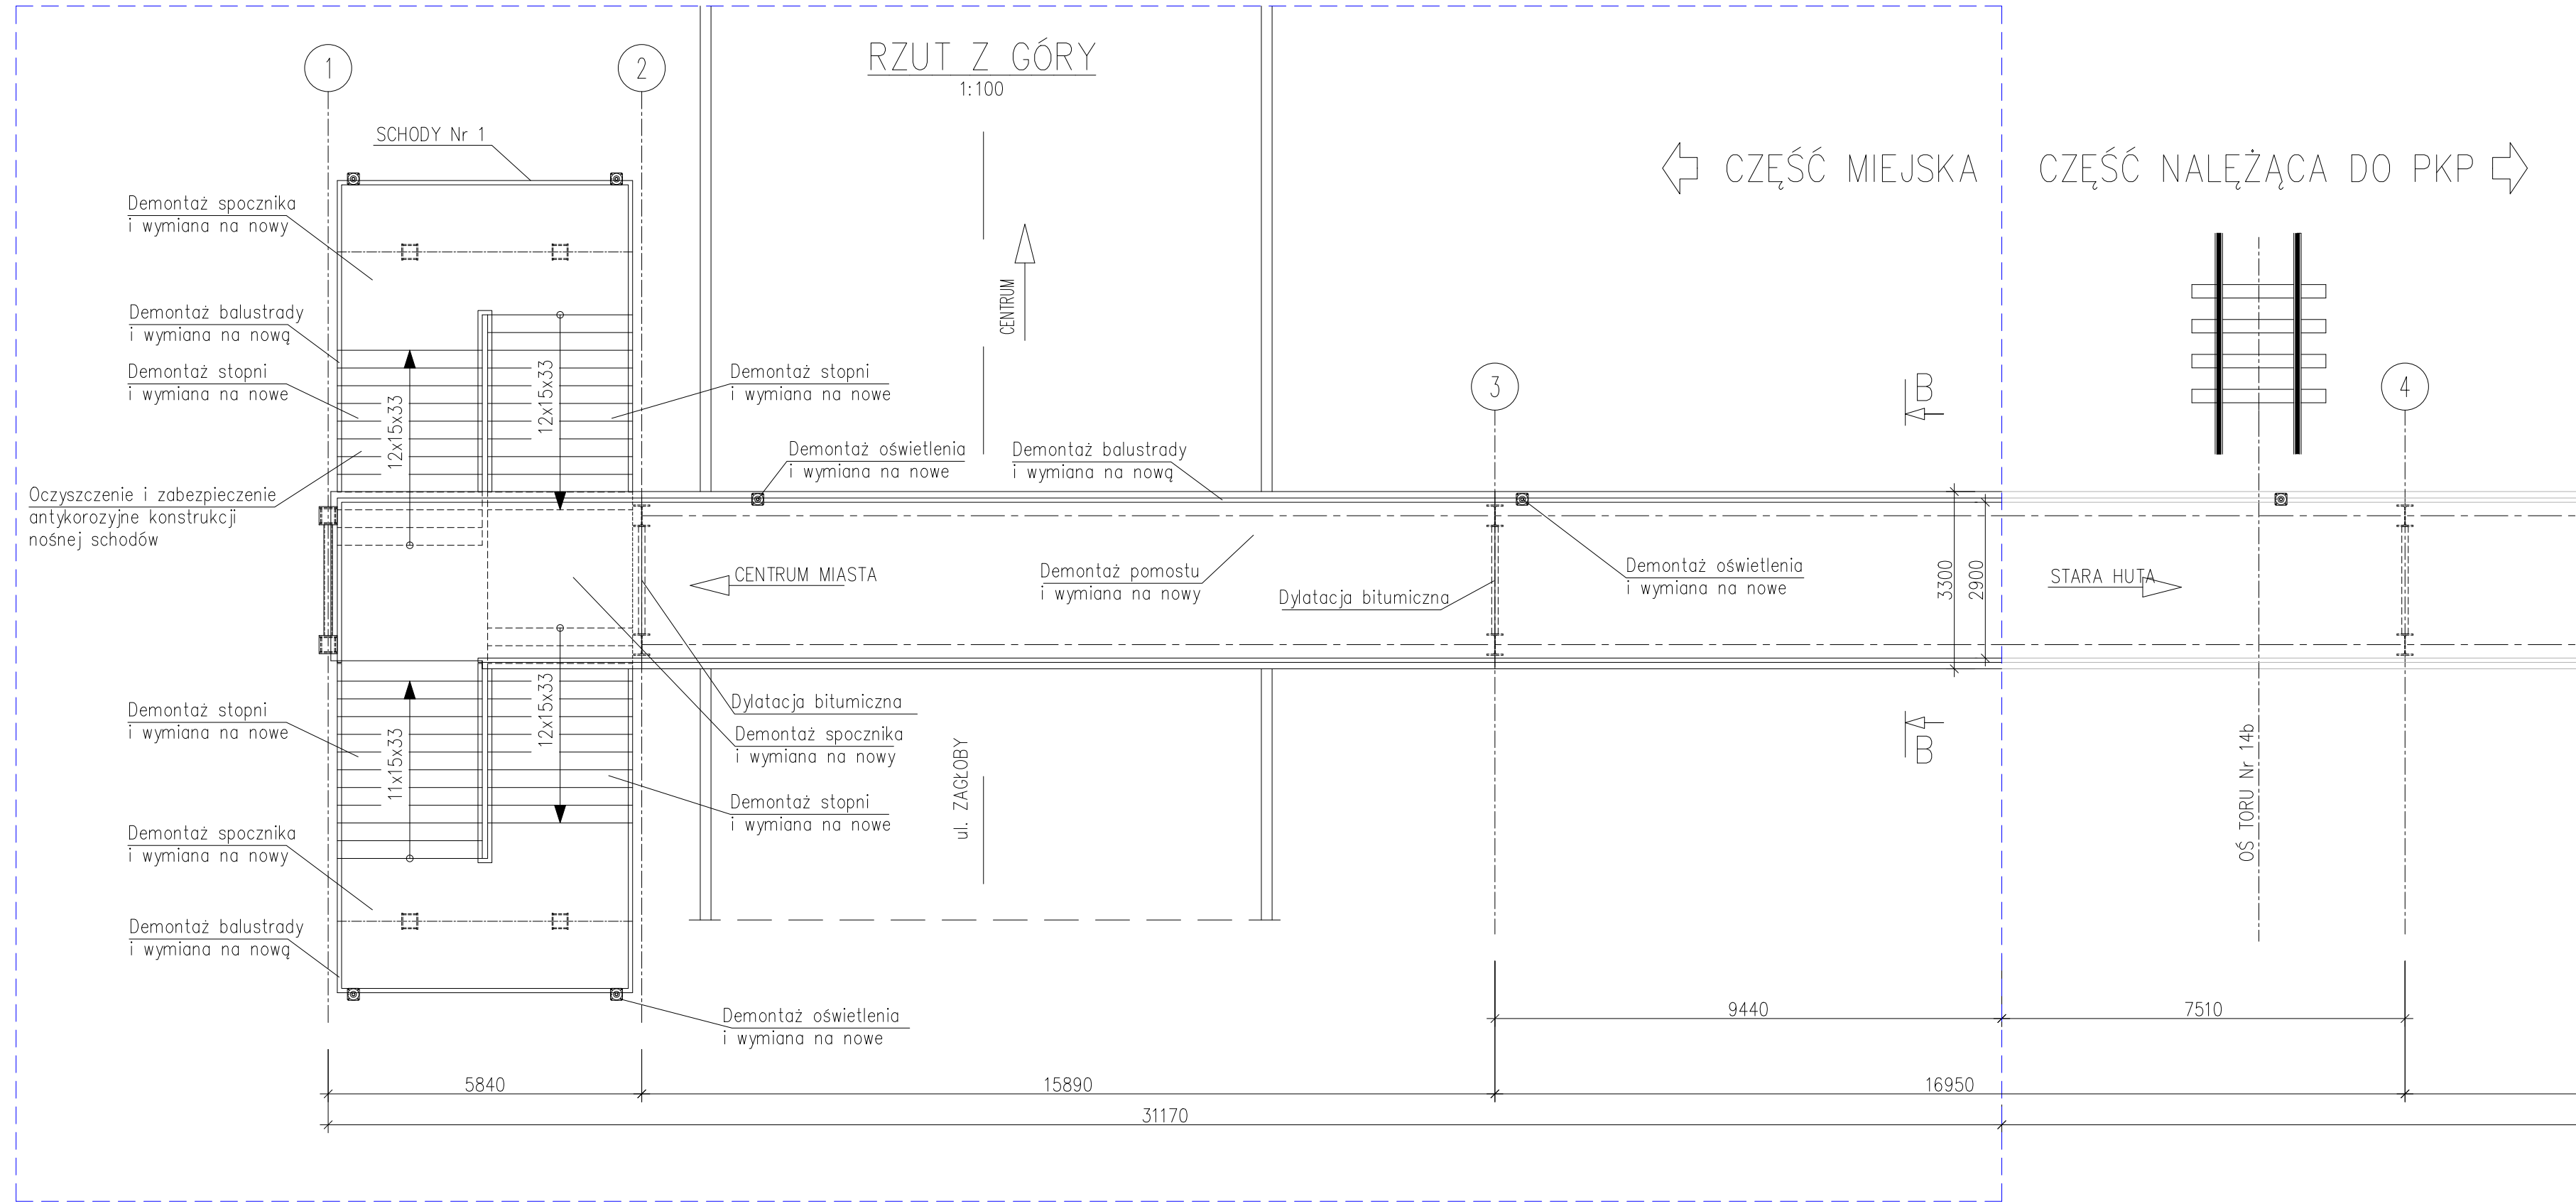 RZUT Z GÓRY
1:100
1
2
SCHODY Nr 1
CZĘŚĆ MIEJSKA
CZĘŚĆ NALEŻĄCA DO PKP
Demontaż spocznika
i wymiana na nowy
CENTRUM
Demontaż balustrady
i wymiana na nową
Demontaż stopni
i wymiana na nowe
12x15x33
12x15x33
Demontaż stopni
i wymiana na nowe
3
B
4
Demontaż oświetlenia
i wymiana na nowe
Demontaż balustrady
i wymiana na nową
Oczyszczenie i zabezpieczenie
antykorozyjne konstrukcji
nośnej schodów
CENTRUM MIASTA
Demontaż pomostu
i wymiana na nowy
Dylatacja bitumiczna
Demontaż oświetlenia
i wymiana na nowe
3300
2900
STARA HUTA
Demontaż stopni
i wymiana na nowe
11x15x33
12x15x33
Dylatacja bitumiczna
Demontaż spocznika
i wymiana na nowy
Demontaż stopni
i wymiana na nowe
ul. ZAGŁOBY
B
OŚ TORU Nr 14b
Demontaż spocznika
i wymiana na nowy
Demontaż balustrady
i wymiana na nową
Demontaż oświetlenia
i wymiana na nowe
9440
7510
5840
15890
16950
31170